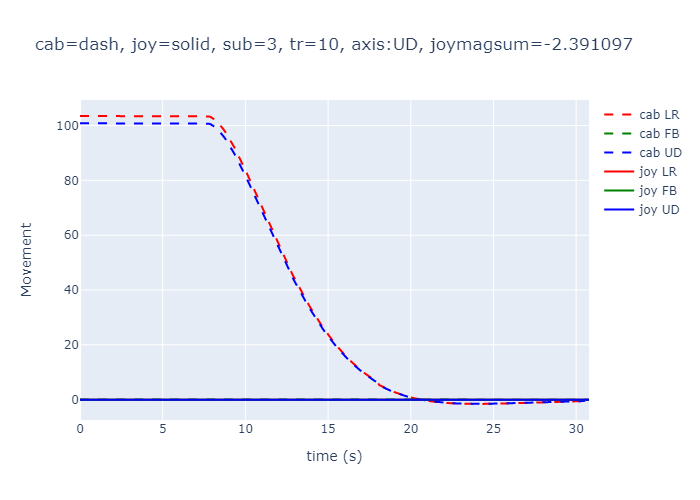 cab=dash, joy=solid, sub=3, tr=10, axis:UD, joymagsum=-2.391097
cab LR
cab FB
cab UD
joy LR
joy FB
joy UD
Movement
100
80
60
40
20
0
0 5 10 15 20 25 30
time (s)